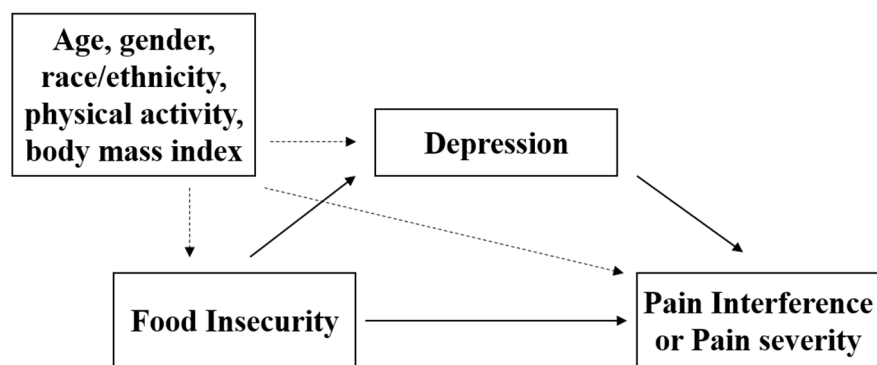 Age, gender,
race/ethnicity,
physical activity,
body mass index
Depression
Food Insecurity
Pain Interference
or Pain severity